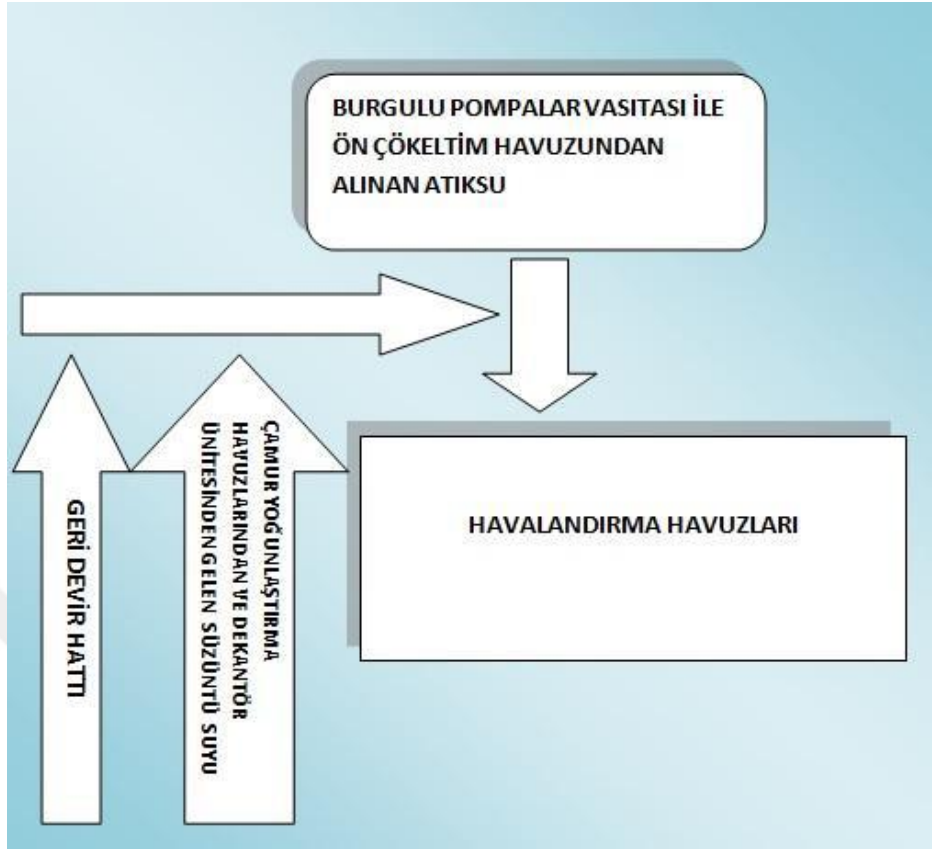 BURGULU POMPALAR VASITASI İLE
ÖN ÇÖKELTİM HAVUZUNDAN
ALINAN ATIKSU
GERİ DEVİR HATTI
ÇAMUR YOĞUNLAŞTIRMA
HAVUZLARINDAN VE DEKANTÖR
ÜNİTESİNDEN GELEN SÜZÜNTÜ SUYU
HAVALANDIRMA HAVUZLARI